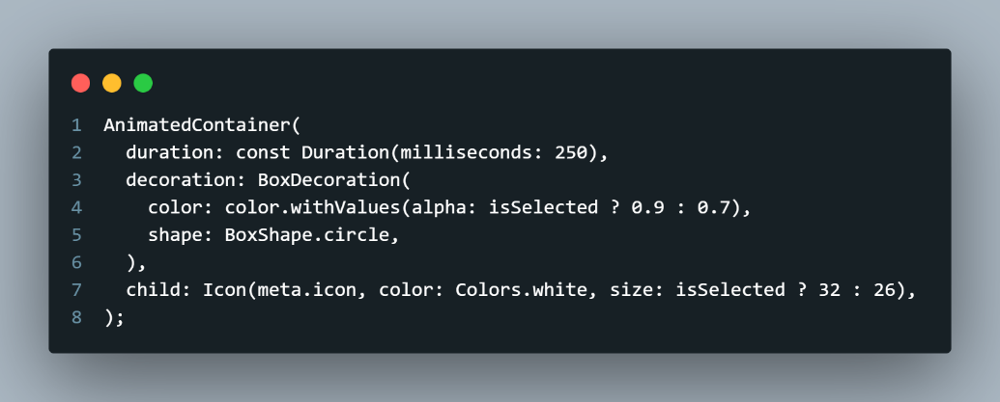 1 AnimatedContainer(
2   duration: const Duration(milliseconds: 250),
3   decoration: BoxDecoration(
4     color: color.withValues(alpha: isSelected ? 0.9 : 0.7),
5     shape: BoxShape.circle,
6   ),
7   child: Icon(meta.icon, color: Colors.white, size: isSelected ? 32 : 26),
8 );